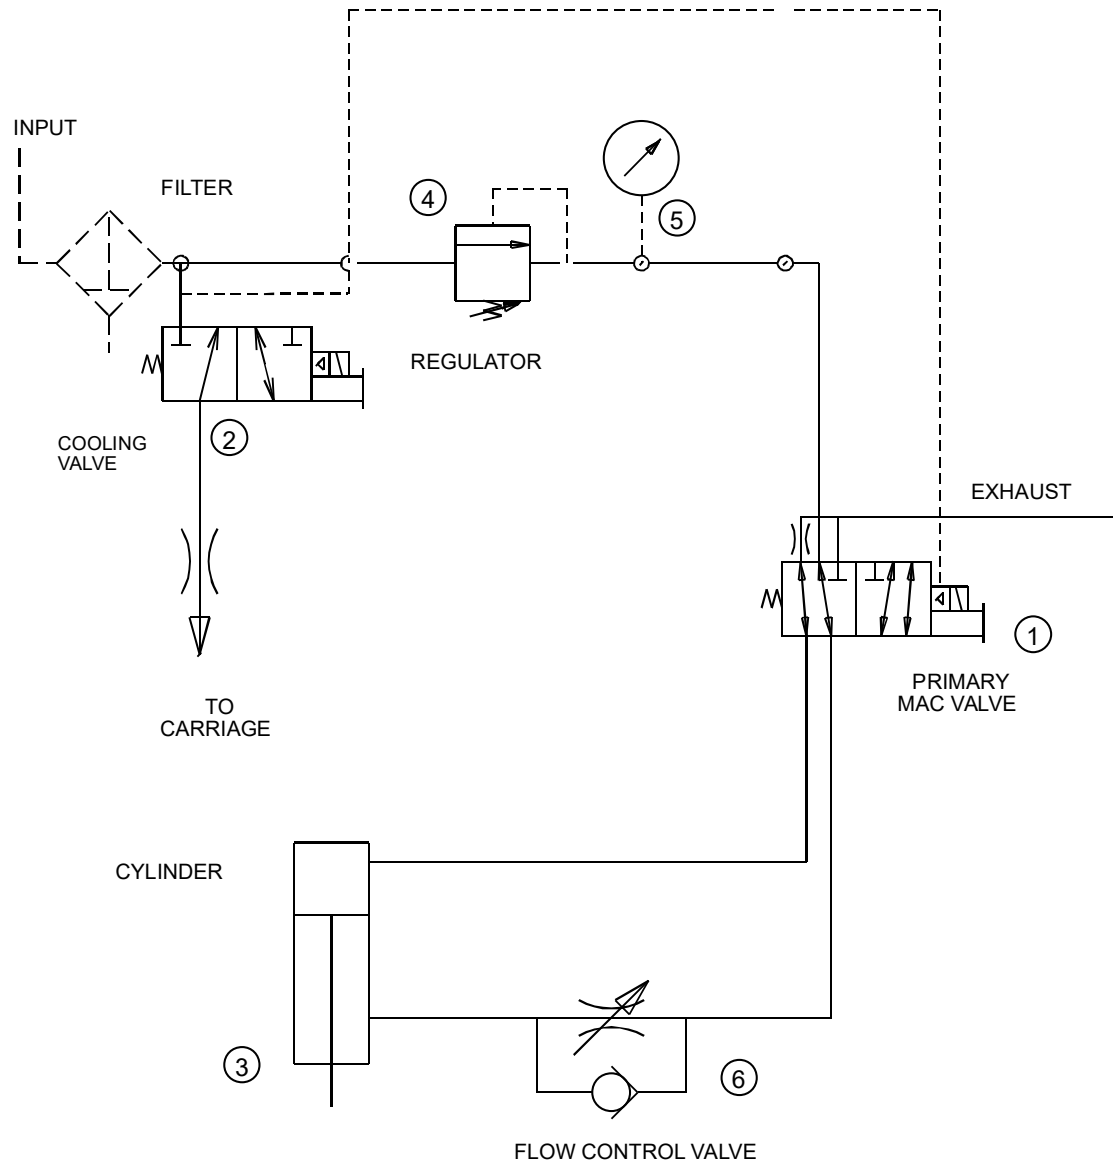 INPUT
FILTER
4
5
REGULATOR
2
COOLING
VALVE
EXHAUST
1
PRIMARY
MAC VALVE
TO
CARRIAGE
CYLINDER
3
6
FLOW CONTROL VALVE